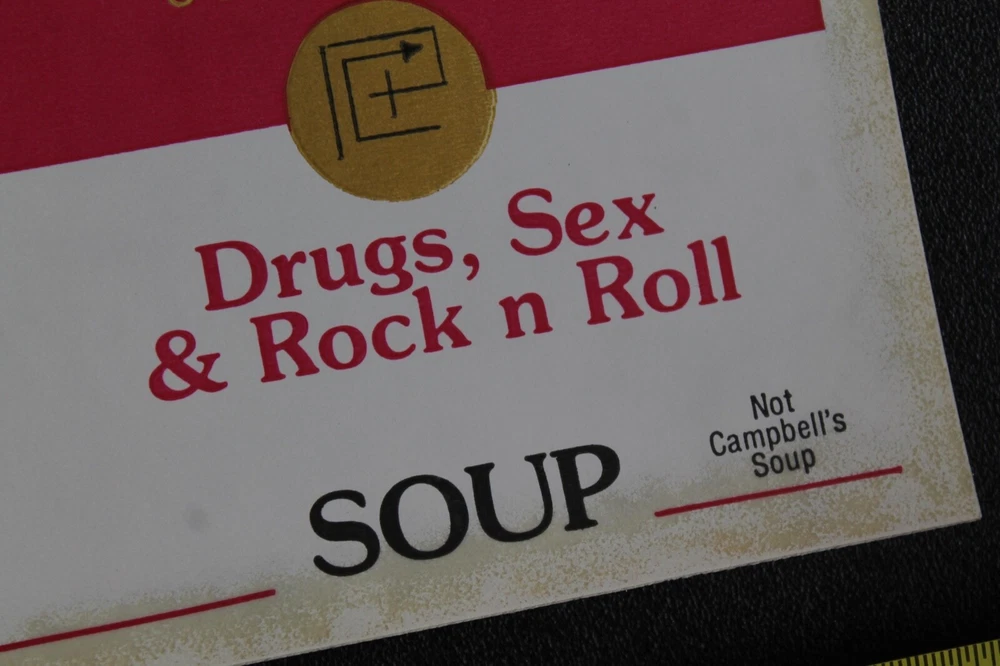 Drugs, Sex
& Rock n Roll
Not
Campbell's
Soup
SOUP